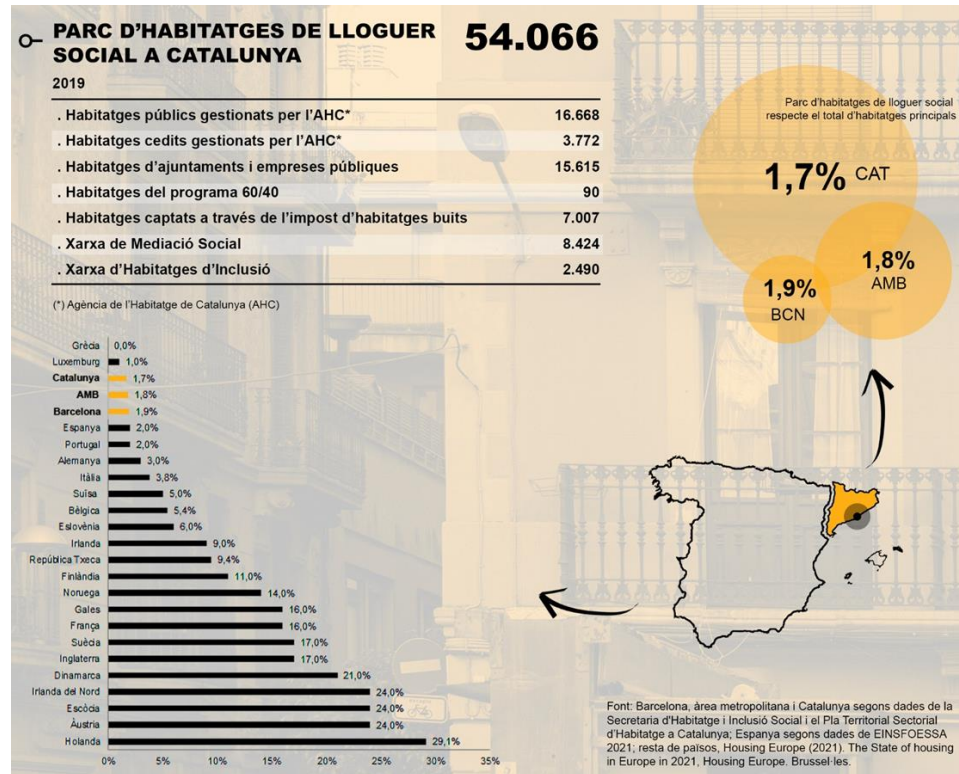 PARC D'HABITATGES DE LLOGUER
SOCIAL A CATALUNYA
54.066
2019
. Habitatges públics gestionats per l'AHC* 16.668
. Habitatges cedits gestionats per l'AHC* 3.772
. Habitatges d'ajuntaments i empreses públiques 15.615
. Habitatges del programa 60/40 90
. Habitatges captats a través de l'impost d'habitatges buits 7.007
. Xarxa de Mediació Social 8.424
. Xarxa d'Habitatges d'Inclusió 2.490
(*) Agència de l'Habitatge de Catalunya (AHC)
Parc d'habitatges de lloguer social
respecte el total d'habitatges principals
1,7% CAT
1,8%
AMB
1,9%
BCN
Grècia 0,0%
Luxemburg 1,0%
Catalunya 1,7%
AMB 1,8%
Barcelona 1,9%
Espanya 2,0%
Portugal 2,0%
Alemanya 3,0%
Itàlia 3,8%
Suïsa 5,0%
Bèlgica 5,4%
Eslovènia 6,0%
Irlanda 9,0%
República Txeca 9,4%
Finlàndia 11,0%
Noruega 14,0%
Gales 16,0%
França 16,0%
Suècia 17,0%
Inglaterra 17,0%
Dinamarca 21,0%
Irlanda del Nord 24,0%
Escòcia 24,0%
Àustria 24,0%
Holanda 29,1%
0% 5% 10% 15% 20% 25% 30% 35%
Font: Barcelona, àrea metropolitana i Catalunya segons dades de la
Secretaria d'Habitatge i Inclusió Social i el Pla Territorial Sectorial
d'Habitatge a Catalunya; Espanya segons dades de EINSFOESSA
2021; resta de països, Housing Europe (2021). The State of housing
in Europe in 2021, Housing Europe. Brussel·les.